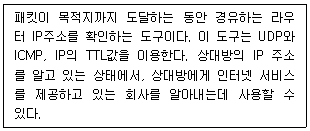 패킷이 목적지까지 도달하는 동안 경유하는 라우
터 IP주소를 확인하는 도구이다. 이 도구는 UDP와
ICMP, IP의 TTL값을 이용한다. 상대방의 IP 주소
를 알고 있는 상태에서, 상대방에게 인터넷 서비스
를 제공하고 있는 회사를 알아내는데 사용할 수
있다.